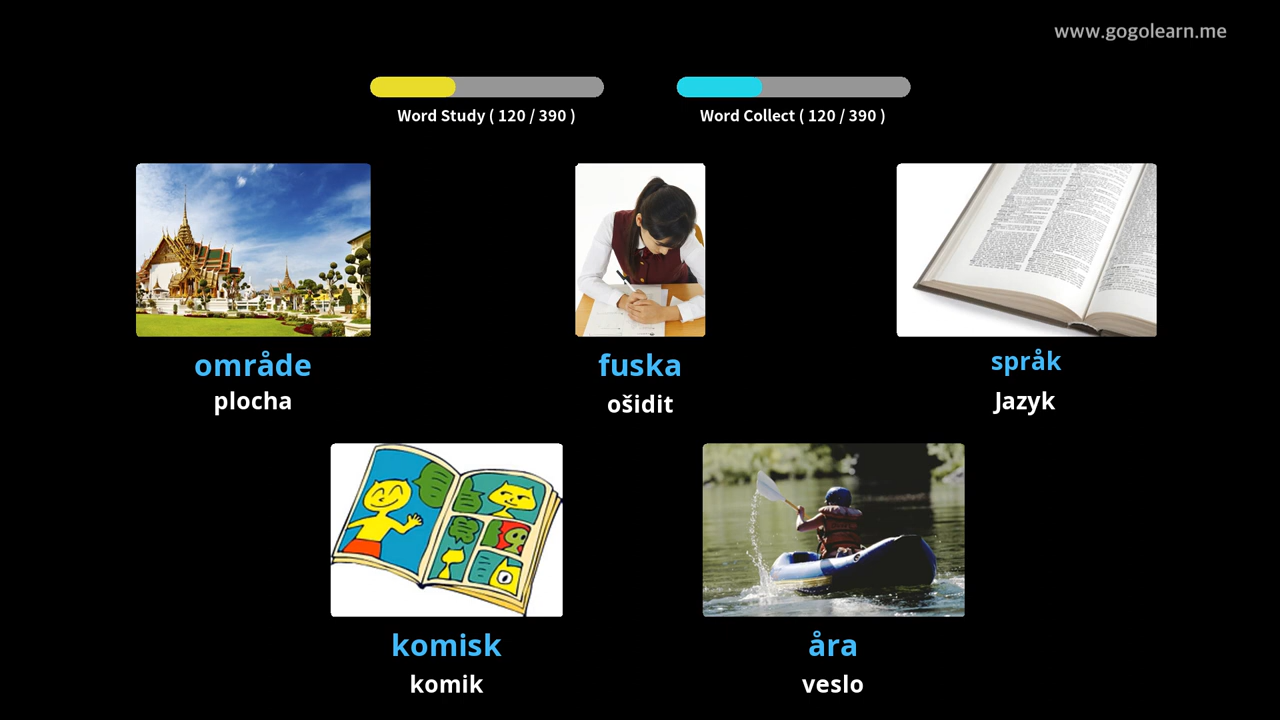 www.gogolearn.me
Word Study ( 120 / 390 )
Word Collect ( 120 / 390 )
område
plocha
fuska
ošidit
språk
Jazyk
komisk
komik
åra
veslo